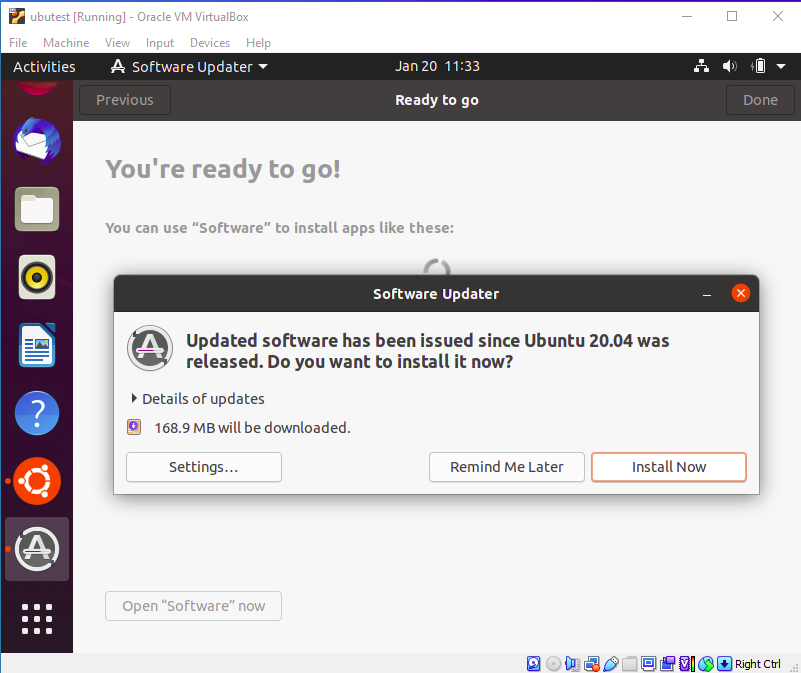 ubutest [Running] - Oracle VM VirtualBox
File Machine View Input Devices Help
Activities Software Updater Jan 20 11:33
Previous Ready to go Done
You're ready to go!
You can use “Software” to install apps like these:
Software Updater
Updated software has been issued since Ubuntu 20.04 was
released. Do you want to install it now?
Details of updates
168.9 MB will be downloaded.
Settings… Remind Me Later Install Now
Open “Software” now
Right Ctrl